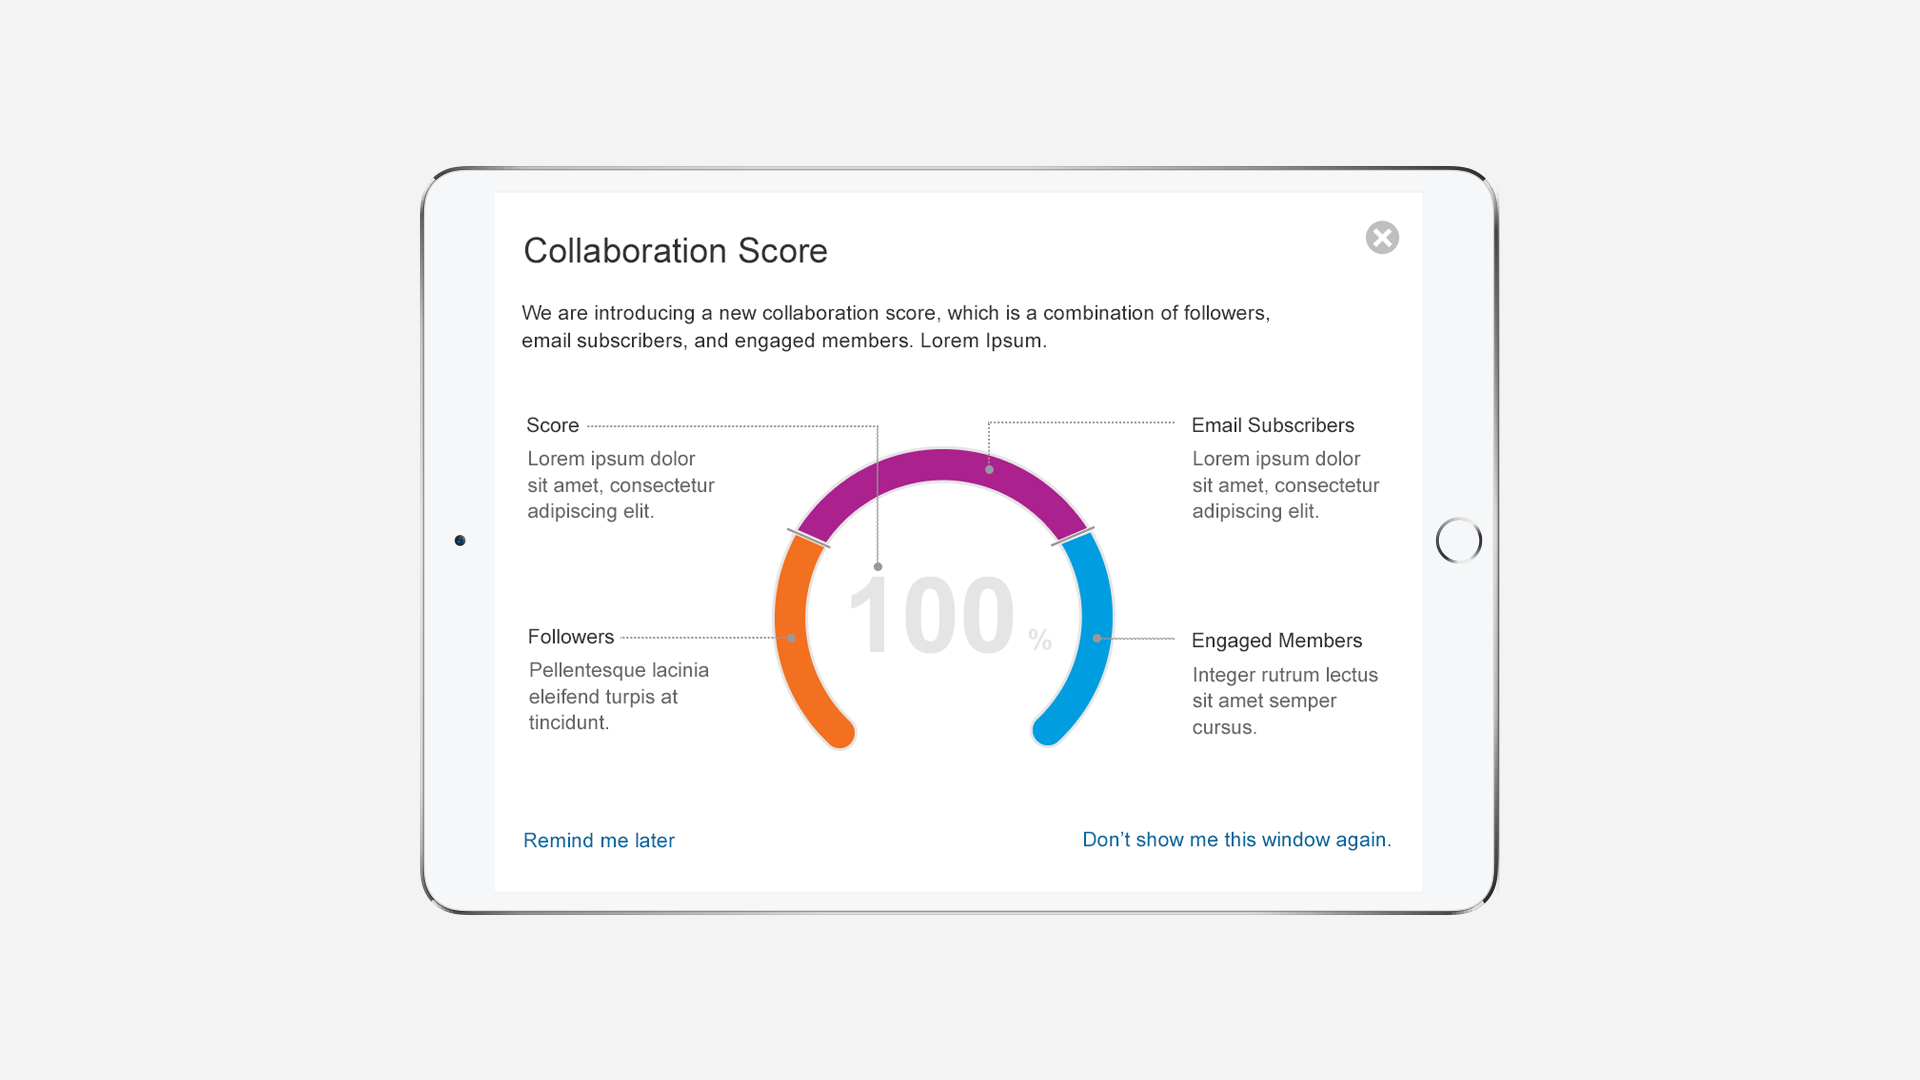 Collaboration Score
We are introducing a new collaboration score, which is a combination of followers,
email subscribers, and engaged members. Lorem Ipsum.
Score
Lorem ipsum dolor
sit amet, consectetur
adipiscing elit.
Email Subscribers
Lorem ipsum dolor
sit amet, consectetur
adipiscing elit.
100 %
Followers
Pellentesque lacinia
eleifend turpis at
tincidunt.
Engaged Members
Integer rutrum lectus
sit amet semper
cursus.
Remind me later
Don’t show me this window again.